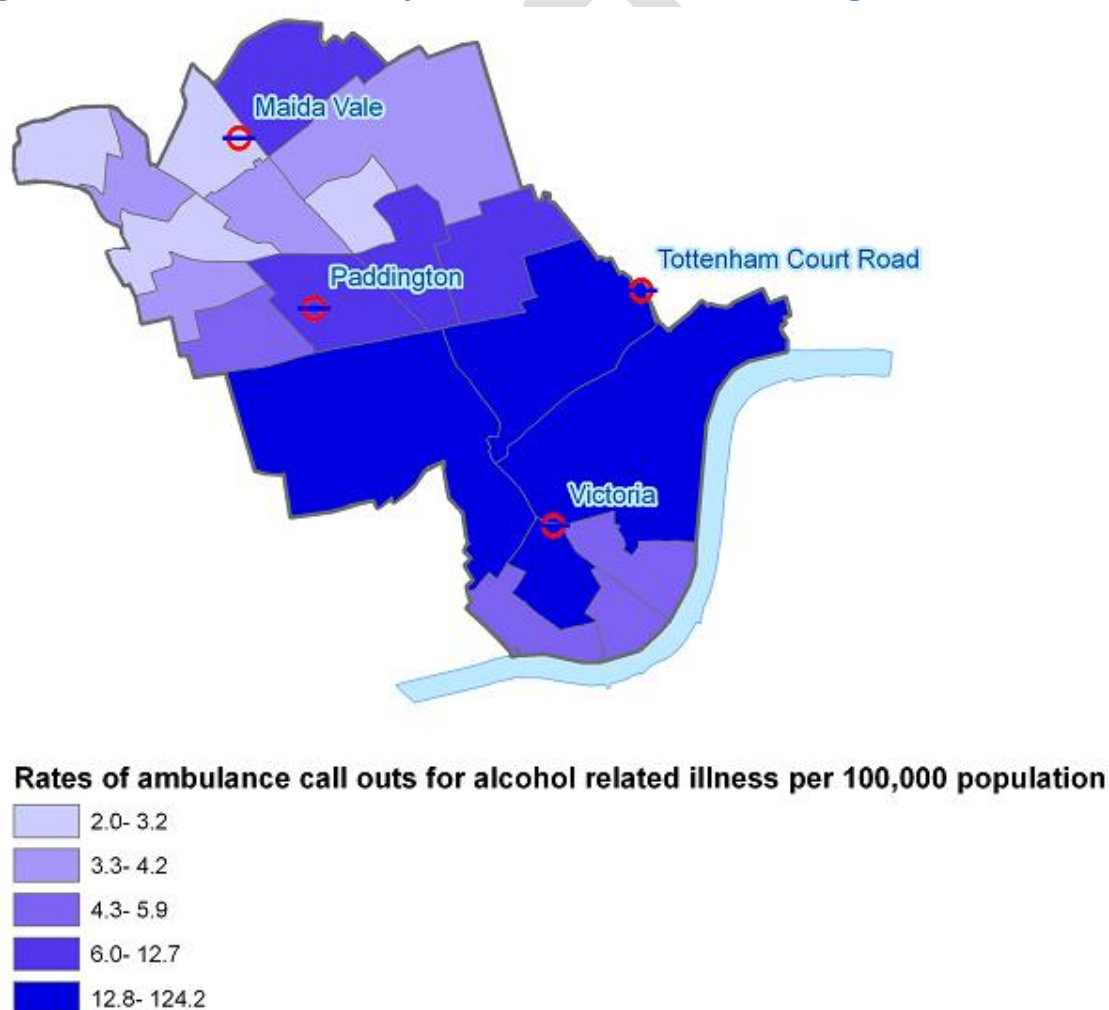 Maida Vale
Tottenham Court Road
Paddington
Victoria
Rates of ambulance call outs for alcohol related illness per 100,000 population
2.0- 3.2
3.3- 4.2
4.3- 5.9
6.0- 12.7
12.8- 124.2